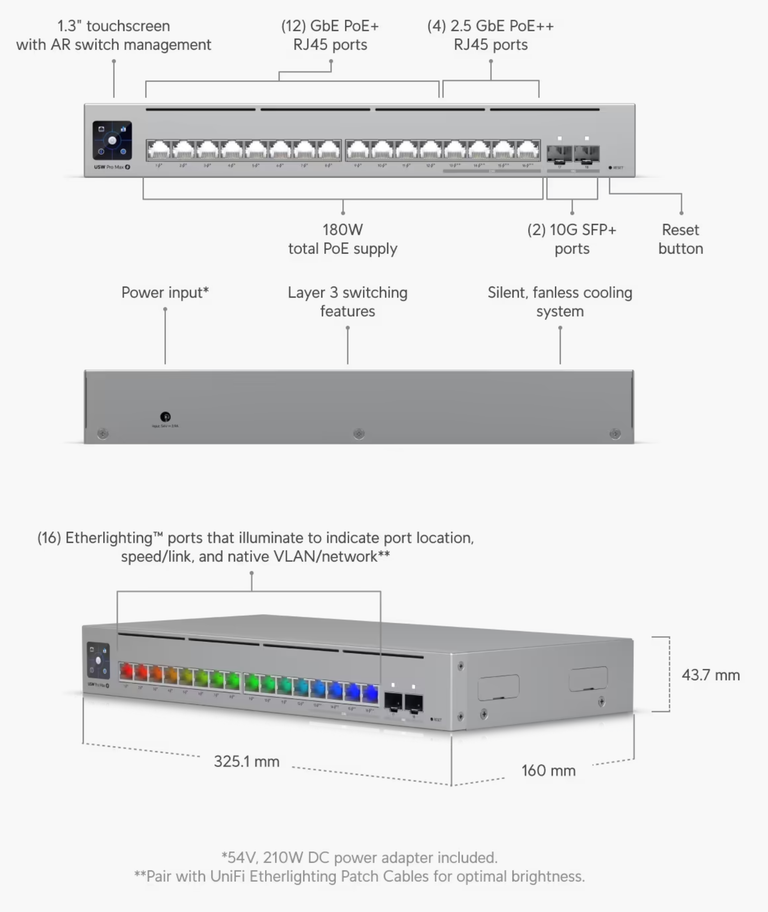 1.3" touchscreen
with AR switch management
(12) GbE PoE+
RJ45 ports
(4) 2.5 GbE PoE++
RJ45 ports
USW Pro Max
RESET
180W
total PoE supply
(2) 10G SFP+
ports
Reset
button
Power input*
Layer 3 switching
features
Silent, fanless cooling
system
(16) Etherlighting™ ports that illuminate to indicate port location,
speed/link, and native VLAN/network**
43.7 mm
325.1 mm
160 mm
*54V, 210W DC power adapter included.
**Pair with UniFi Etherlighting Patch Cables for optimal brightness.